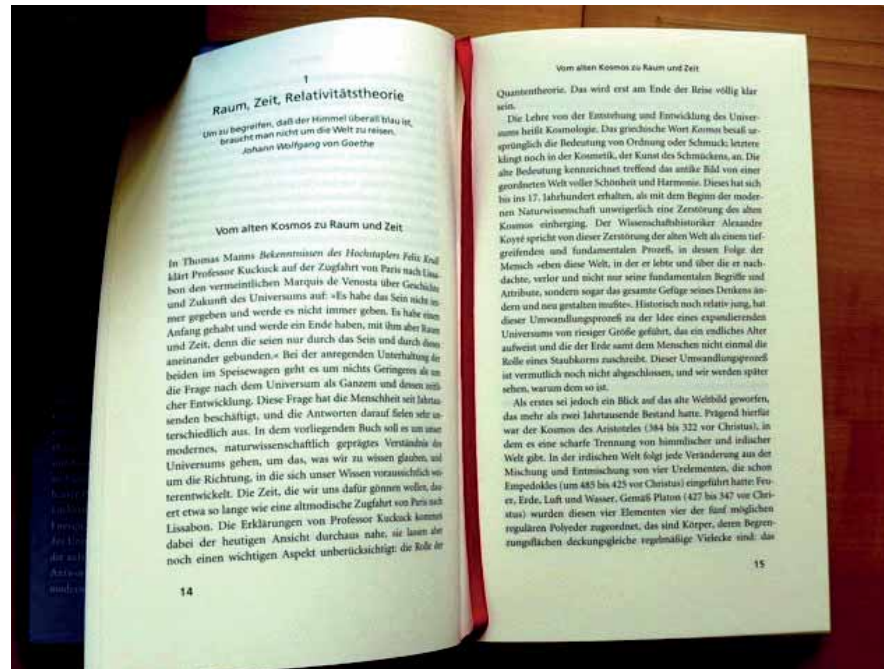 1
Raum, Zeit, Relativitätstheorie
Um zu begreifen, daß der Himmel überall blau ist,
braucht man nicht um die Welt zu reisen.
Johann Wolfgang von Goethe
Vom alten Kosmos zu Raum und Zeit
In Thomas Manns Bekenntnissen des Hochstaplers Felix Krull
klärt Professor Kuckuck auf der Zugfahrt von Paris nach Lissa-
bon den vermeintlichen Marquis de Venosta über Geschichte
und Zukunft des Universums auf: »Es habe das Sein nicht im-
mer gegeben und werde es nicht immer geben. Es habe einen
Anfang gehabt und werde ein Ende haben, mit ihm aber Raum
und Zeit, denn die seien nur durch das Sein und durch dieses
aneinander gebunden.« Bei der anregenden Unterhaltung der
beiden im Speisewagen geht es um nichts Geringeres als um
die Frage nach dem Universum als Ganzem und dessen zeitli-
cher Entwicklung. Diese Frage hat die Menschheit seit Jahrtau-
senden beschäftigt, und die Antworten darauf fielen sehr un-
terschiedlich aus. In dem vorliegenden Buch soll es um unser
modernes, naturwissenschaftlich geprägtes Verständnis des
Universums gehen, um das, was wir zu wissen glauben, und
um die Richtung, in die sich unser Wissen voraussichtlich wei-
terentwickelt. Die Zeit, die wir uns dafür gönnen wollen, dau-
ert etwa so lange wie eine altmodische Zugfahrt von Paris nach
Lissabon. Die Erklärungen von Professor Kuckuck kommen
dabei der heutigen Ansicht durchaus nahe, sie lassen aber
noch einen wichtigen Aspekt unberücksichtigt: die Rolle der
14
Vom alten Kosmos zu Raum und Zeit
Quantentheorie. Das wird erst am Ende der Reise völlig klar
sein.
Die Lehre von der Entstehung und Entwicklung des Univer-
sums heißt Kosmologie. Das griechische Wort Kosmos besaß ur-
sprünglich die Bedeutung von Ordnung oder Schmuck; letztere
klingt noch in der Kosmetik, der Kunst des Schmückens, an. Die
alte Bedeutung kennzeichnet treffend das antike Bild von einer
geordneten Welt voller Schönheit und Harmonie. Dieses hat sich
bis ins 17. Jahrhundert erhalten, als mit dem Beginn der moder-
nen Naturwissenschaft unweigerlich eine Zerstörung des alten
Kosmos einherging. Der Wissenschaftshistoriker Alexandre
Koyré spricht von dieser Zerstörung der alten Welt als einem tief-
greifenden und fundamentalen Prozeß, in dessen Folge der
Mensch »eben diese Welt, in der er lebte und über die er nach-
dachte, verlor und nicht nur seine fundamentalen Begriffe und
Attribute, sondern sogar das gesamte Gefüge seines Denkens än-
dern und neu gestalten mußte«. Historisch noch relativ jung, hat
dieser Umwandlungsprozeß zu der Idee eines expandierenden
Universums von riesiger Größe geführt, das ein endliches Alter
aufweist und die der Erde samt dem Menschen nicht einmal die
Rolle eines Staubkorns zuschreibt. Dieser Umwandlungsprozeß
ist vermutlich noch nicht abgeschlossen, und wir werden später
sehen, warum dem so ist.
Als erstes sei jedoch ein Blick auf das alte Weltbild geworfen,
das mehr als zwei Jahrtausende Bestand hatte. Prägend hierfür
war der Kosmos des Aristoteles (384 bis 322 vor Christus), in
dem es eine scharfe Trennung von himmlischer und irdischer
Welt gibt. In der irdischen Welt folgt jede Veränderung aus der
Mischung und Entmischung von vier Urelementen, die schon
Empedokles (um 485 bis 425 vor Christus) eingeführt hatte: Feu-
er, Erde, Luft und Wasser. Gemäß Platon (427 bis 347 vor Chri-
stus) wurden diesen vier Elementen vier der fünf möglichen
regulären Polyeder zugeordnet, das sind Körper, deren Begren-
zungsflächen deckungsgleiche regelmäßige Vielecke sind: das
15